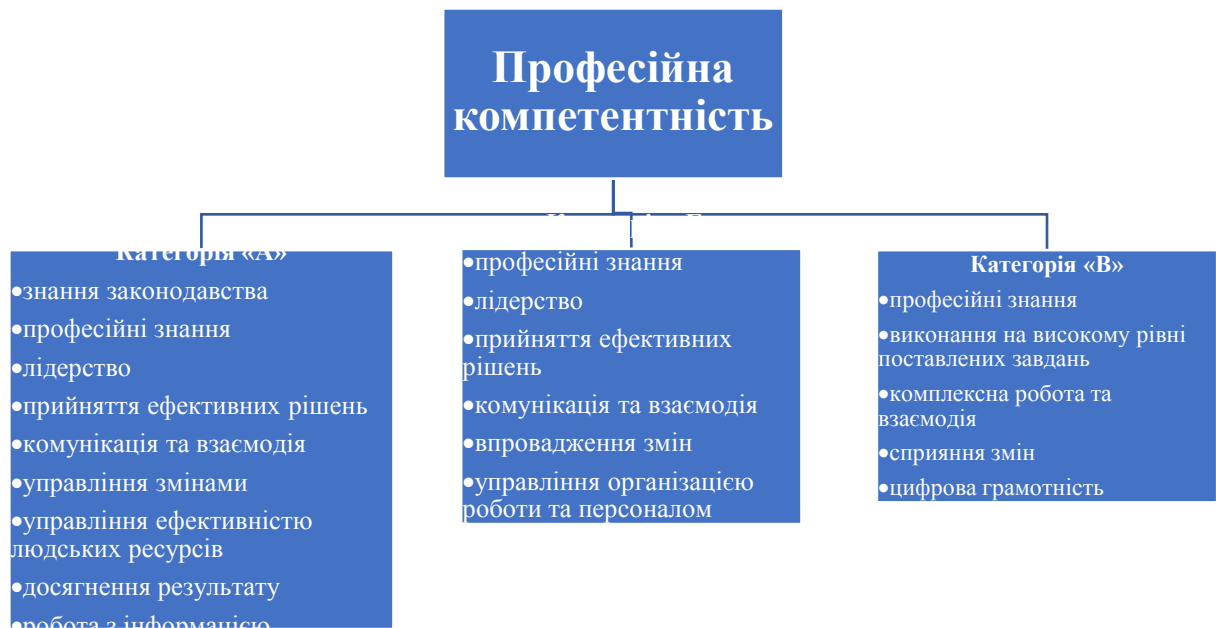 Професійна
компетентність
Категорія «А»
•знання законодавства
•професійні знання
•лідерство
•прийняття ефективних рішень
•комунікація та взаємодія
•управління змінами
•управління ефективністю
людських ресурсів
•досягнення результату
•робота з інформацією
•професійні знання
•лідерство
•прийняття ефективних
рішень
•комунікація та взаємодія
•впровадження змін
•управління організацією
роботи та персоналом
Категорія «В»
•професійні знання
•виконання на високому рівні
поставлених завдань
•комплексна робота та
взаємодія
•сприяння змін
•цифрова грамотність